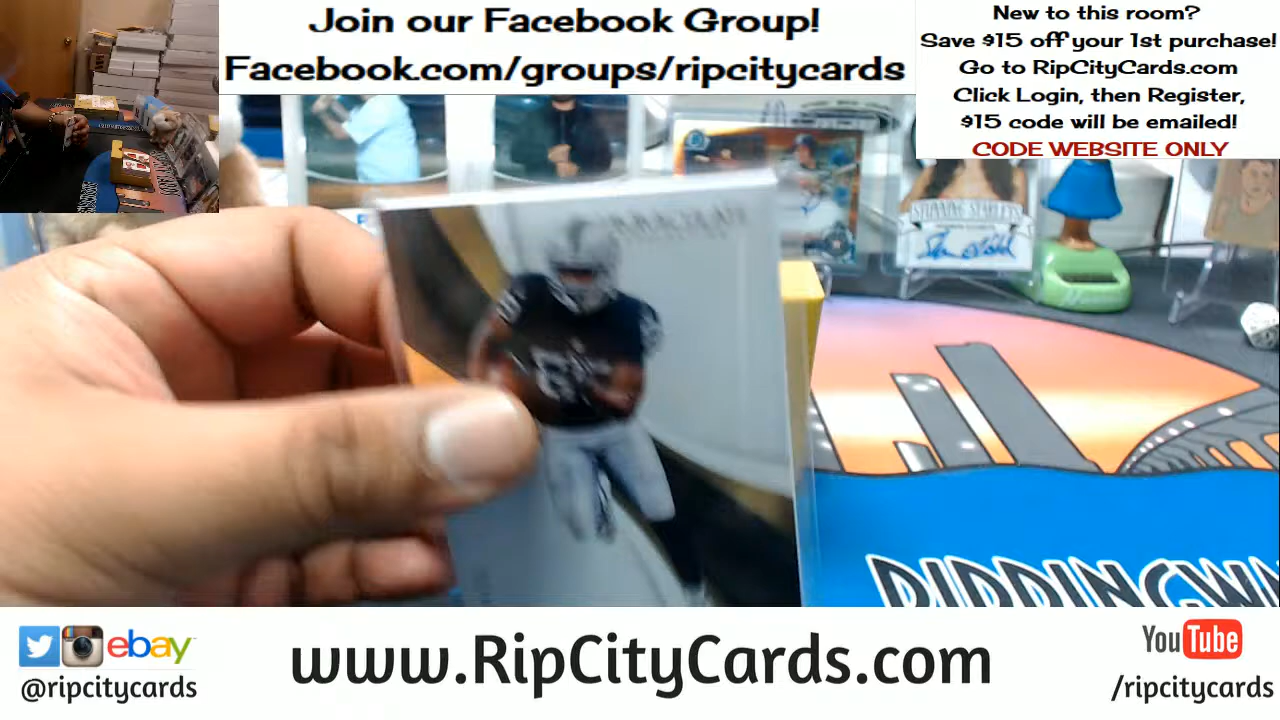 Join our Facebook Group!
Facebook.com/groups/ripcitycards
New to this room?
Save $15 off your 1st purchase!
Go to RipCityCards.com
Click Login, then Register,
$15 code will be emailed!
CODE WEBSITE ONLY
ebay
@ripcitycards
www.RipCityCards.com
YouTube
/ripcitycards